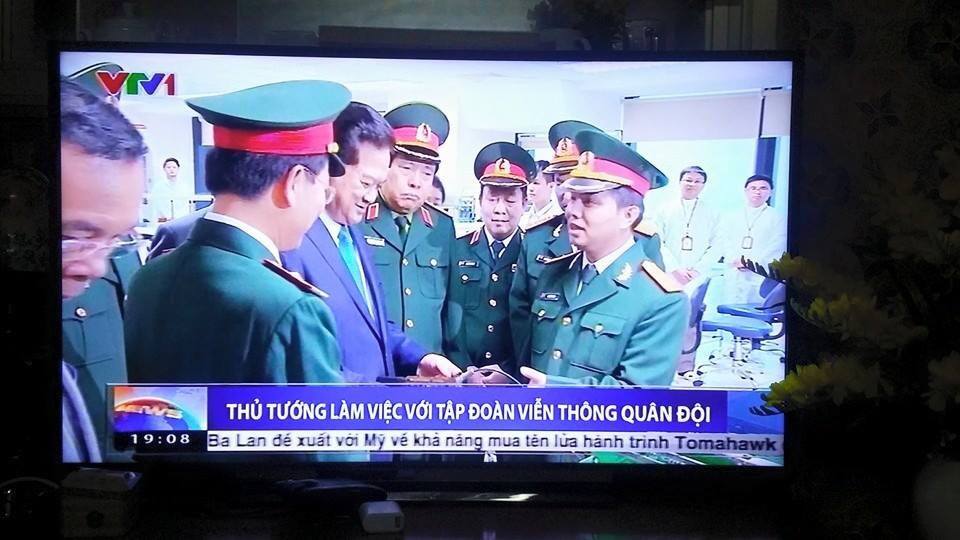 VTV1
NEWS
THỦ TƯỚNG LÀM VIỆC VỚI TẬP ĐOÀN VIỄN THÔNG QUÂN ĐỘI
19:08
Ba Lan đề xuất với Mỹ về khả năng mua tên lửa hành trình Tomahawk